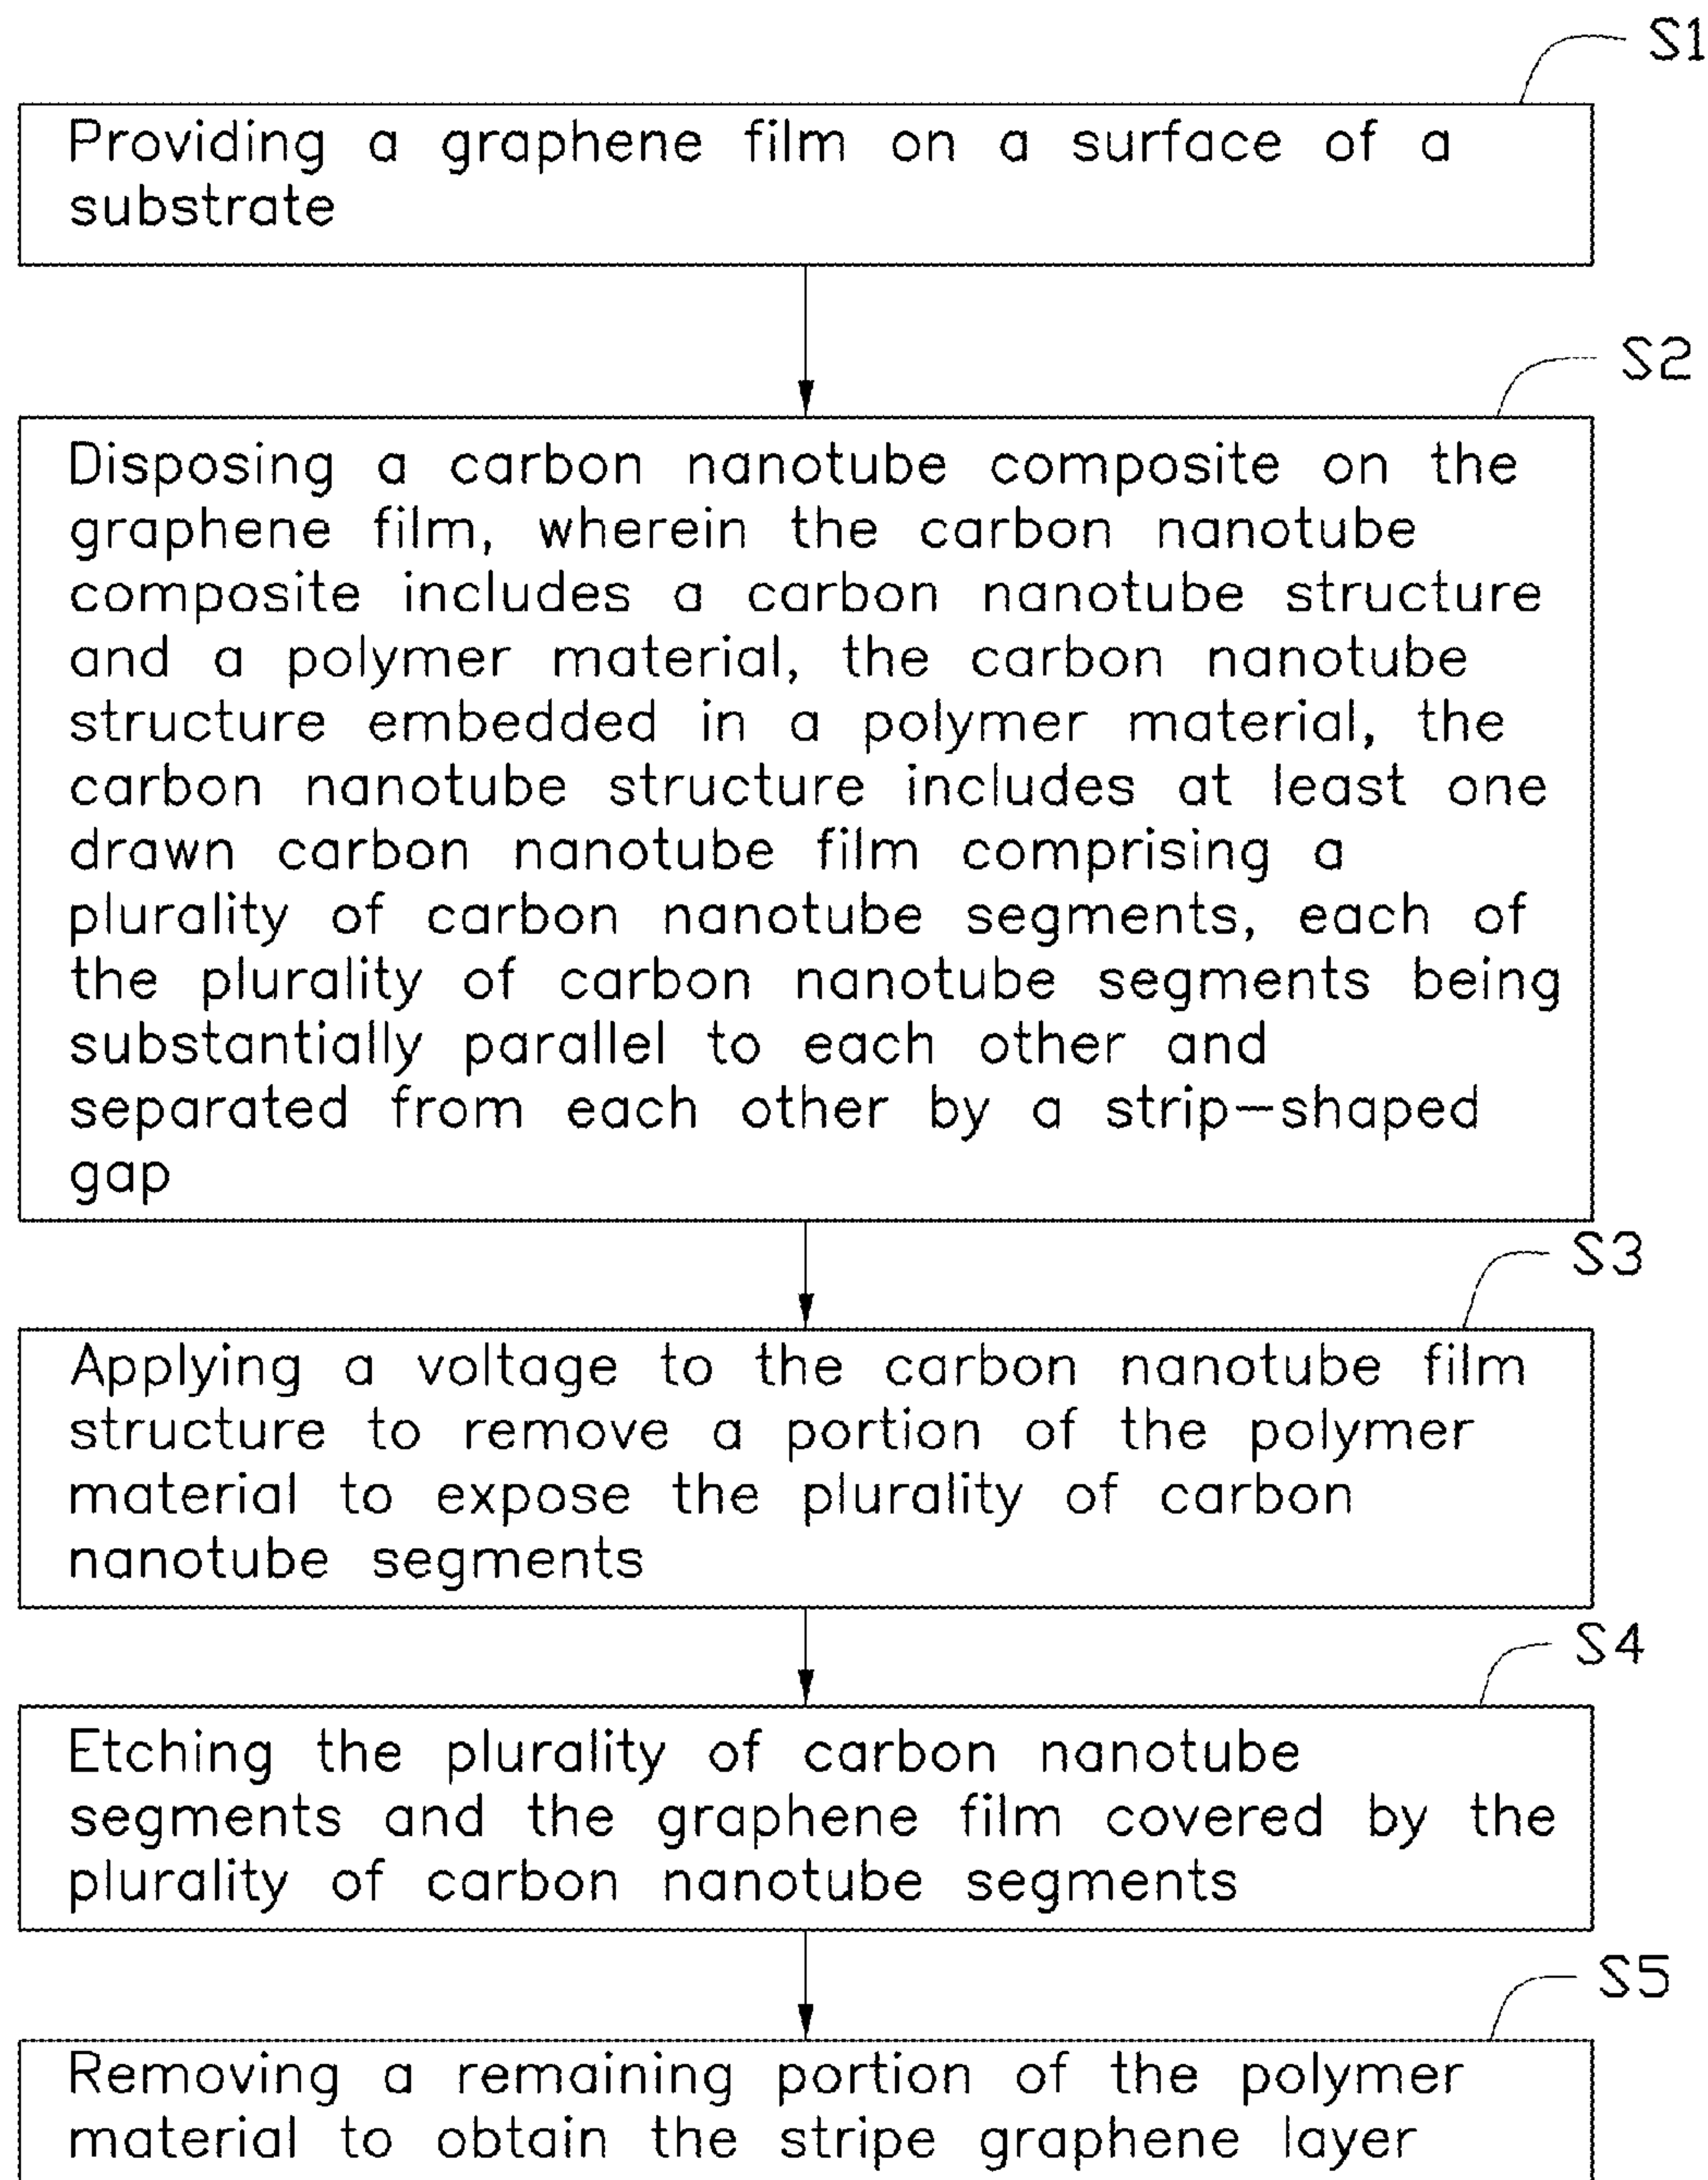 S1
Providing a graphene film on a surface of a
substrate
S2
Disposing a carbon nanotube composite on the
graphene film, wherein the carbon nanotube
composite includes a carbon nanotube structure
and a polymer material, the carbon nanotube
structure embedded in a polymer material, the
carbon nanotube structure includes at least one
drawn carbon nanotube film comprising a
plurality of carbon nanotube segments, each of
the plurality of carbon nanotube segments being
substantially parallel to each other and
separated from each other by a strip-shaped
gap
S3
Applying a voltage to the carbon nanotube film
structure to remove a portion of the polymer
material to expose the plurality of carbon
nanotube segments
S4
Etching the plurality of carbon nanotube
segments and the graphene film covered by the
plurality of carbon nanotube segments
S5
Removing a remaining portion of the polymer
material to obtain the stripe graphene layer